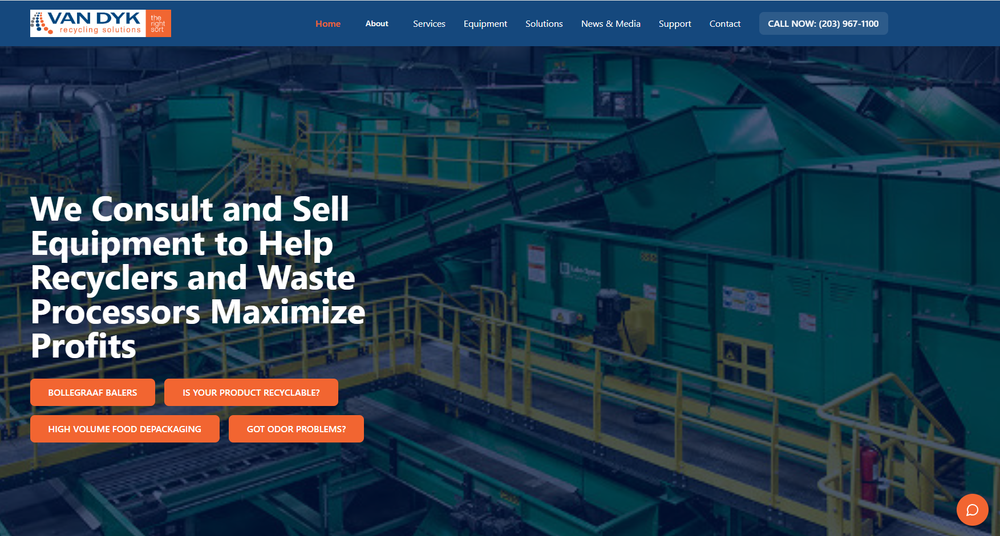 VAN DYK
recycling solutions
the
right
sort
Home
About
Services
Equipment
Solutions
News & Media
Support
Contact
CALL NOW: (203) 967-1100
We Consult and Sell
Equipment to Help
Recyclers and Waste
Processors Maximize
Profits
BOLLEGRAAF BALERS
IS YOUR PRODUCT RECYCLABLE?
HIGH VOLUME FOOD DEPACKAGING
GOT ODOR PROBLEMS?